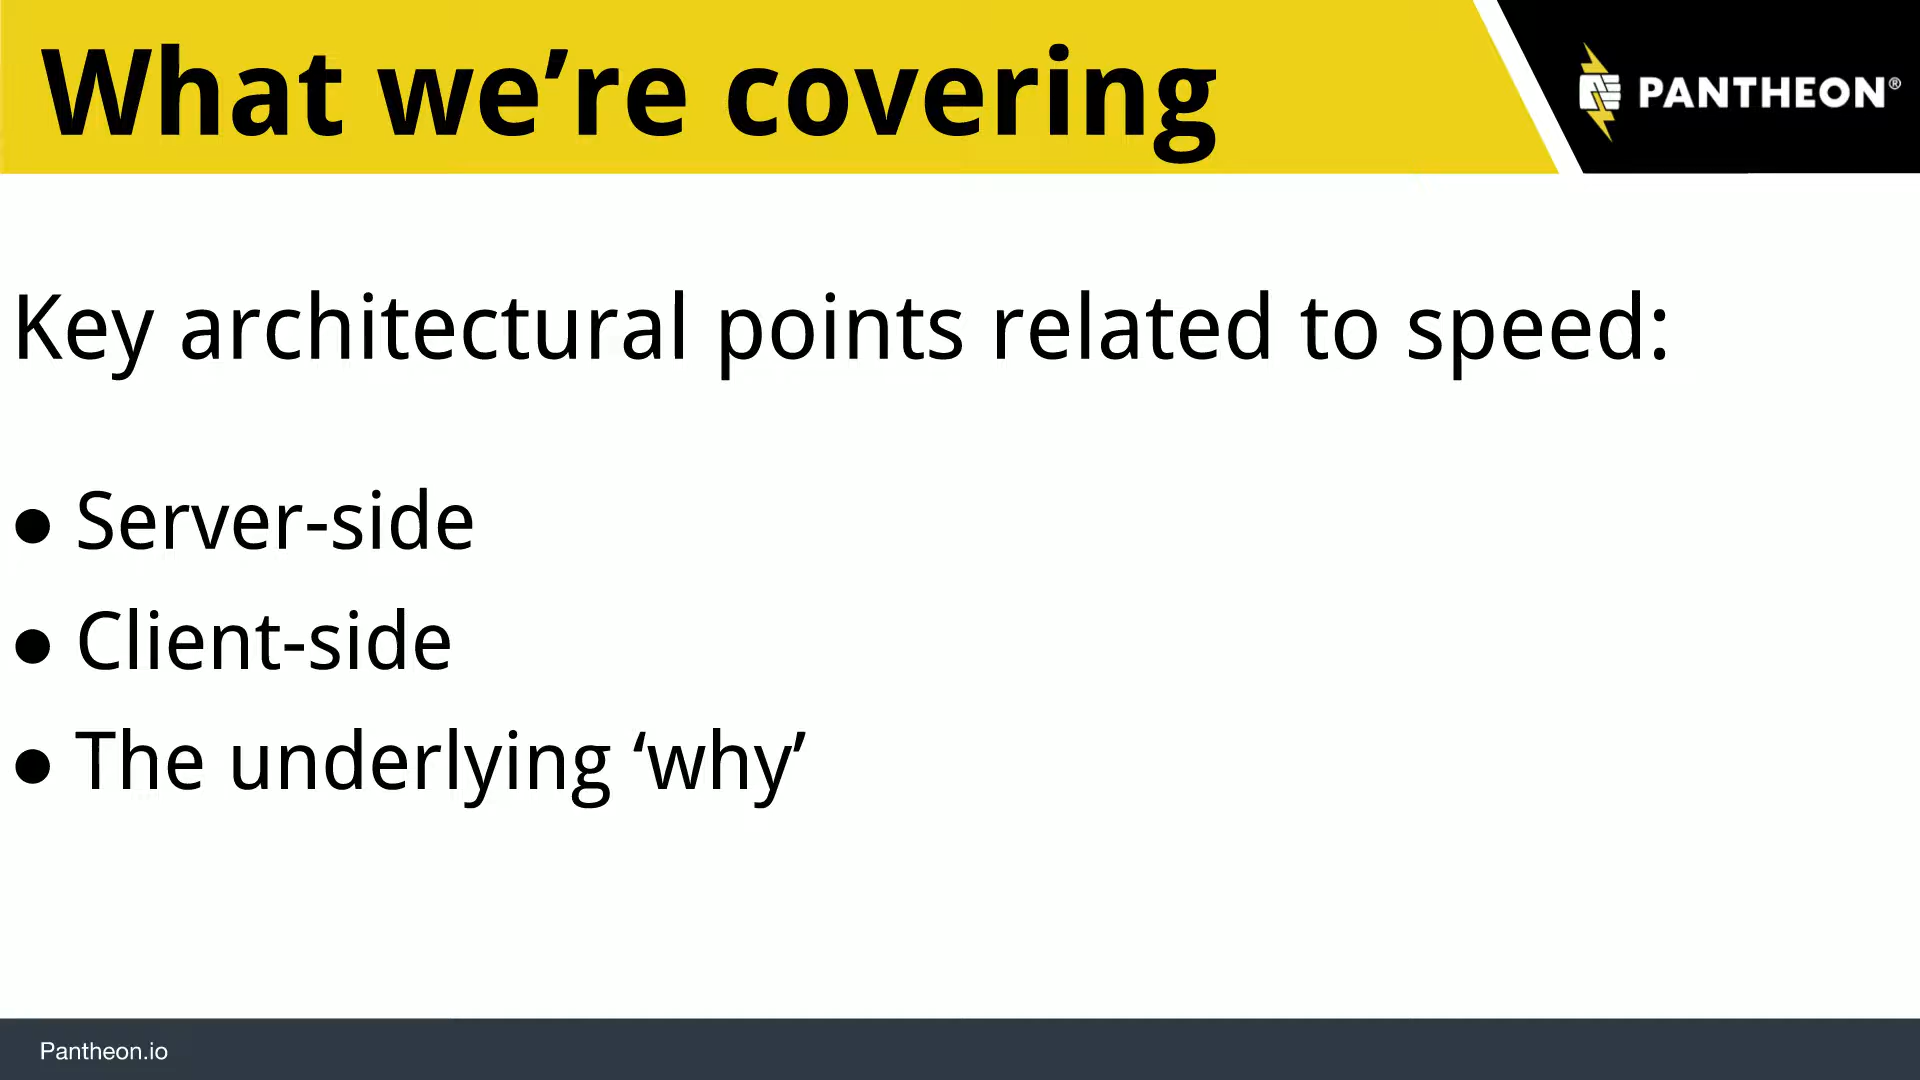 What we’re covering
PANTHEON®
Key architectural points related to speed:
● Server-side
● Client-side
● The underlying ‘why’
Pantheon.io